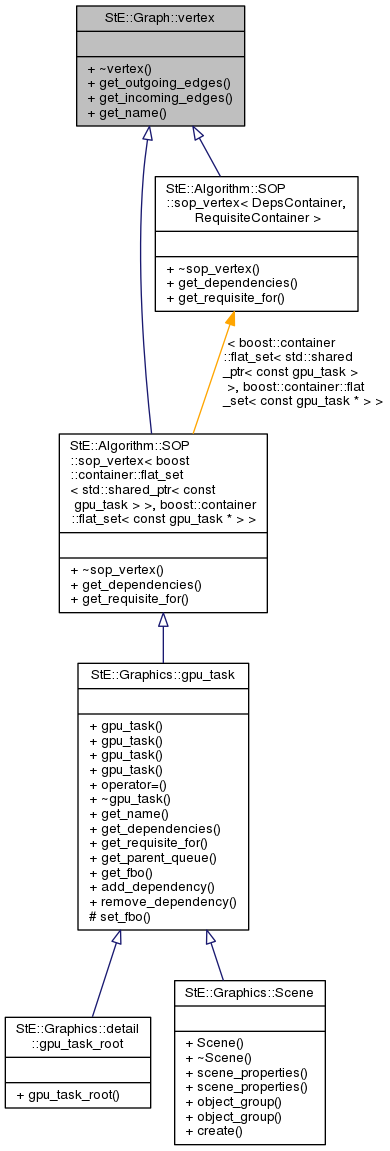 StE::Graph::vertex
+ ~vertex()
+ get_outgoing_edges()
+ get_incoming_edges()
+ get_name()
StE::Algorithm::SOP
::sop_vertex< DepsContainer,
RequisiteContainer >
+ ~sop_vertex()
+ get_dependencies()
+ get_requisite_for()
< boost::container
::flat_set< std::shared
_ptr< const gpu_task >
>, boost::container::flat
_set< const gpu_task * > >
StE::Algorithm::SOP
::sop_vertex< boost
::container::flat_set
< std::shared_ptr< const
gpu_task > >, boost::container
::flat_set< const gpu_task * > >
+ ~sop_vertex()
+ get_dependencies()
+ get_requisite_for()
StE::Graphics::gpu_task
+ gpu_task()
+ gpu_task()
+ gpu_task()
+ gpu_task()
+ operator=()
+ ~gpu_task()
+ get_name()
+ get_dependencies()
+ get_requisite_for()
+ get_parent_queue()
+ get_fbo()
+ add_dependency()
+ remove_dependency()
# set_fbo()
StE::Graphics::detail
::gpu_task_root
+ gpu_task_root()
StE::Graphics::Scene
+ Scene()
+ ~Scene()
+ scene_properties()
+ scene_properties()
+ object_group()
+ object_group()
+ create()